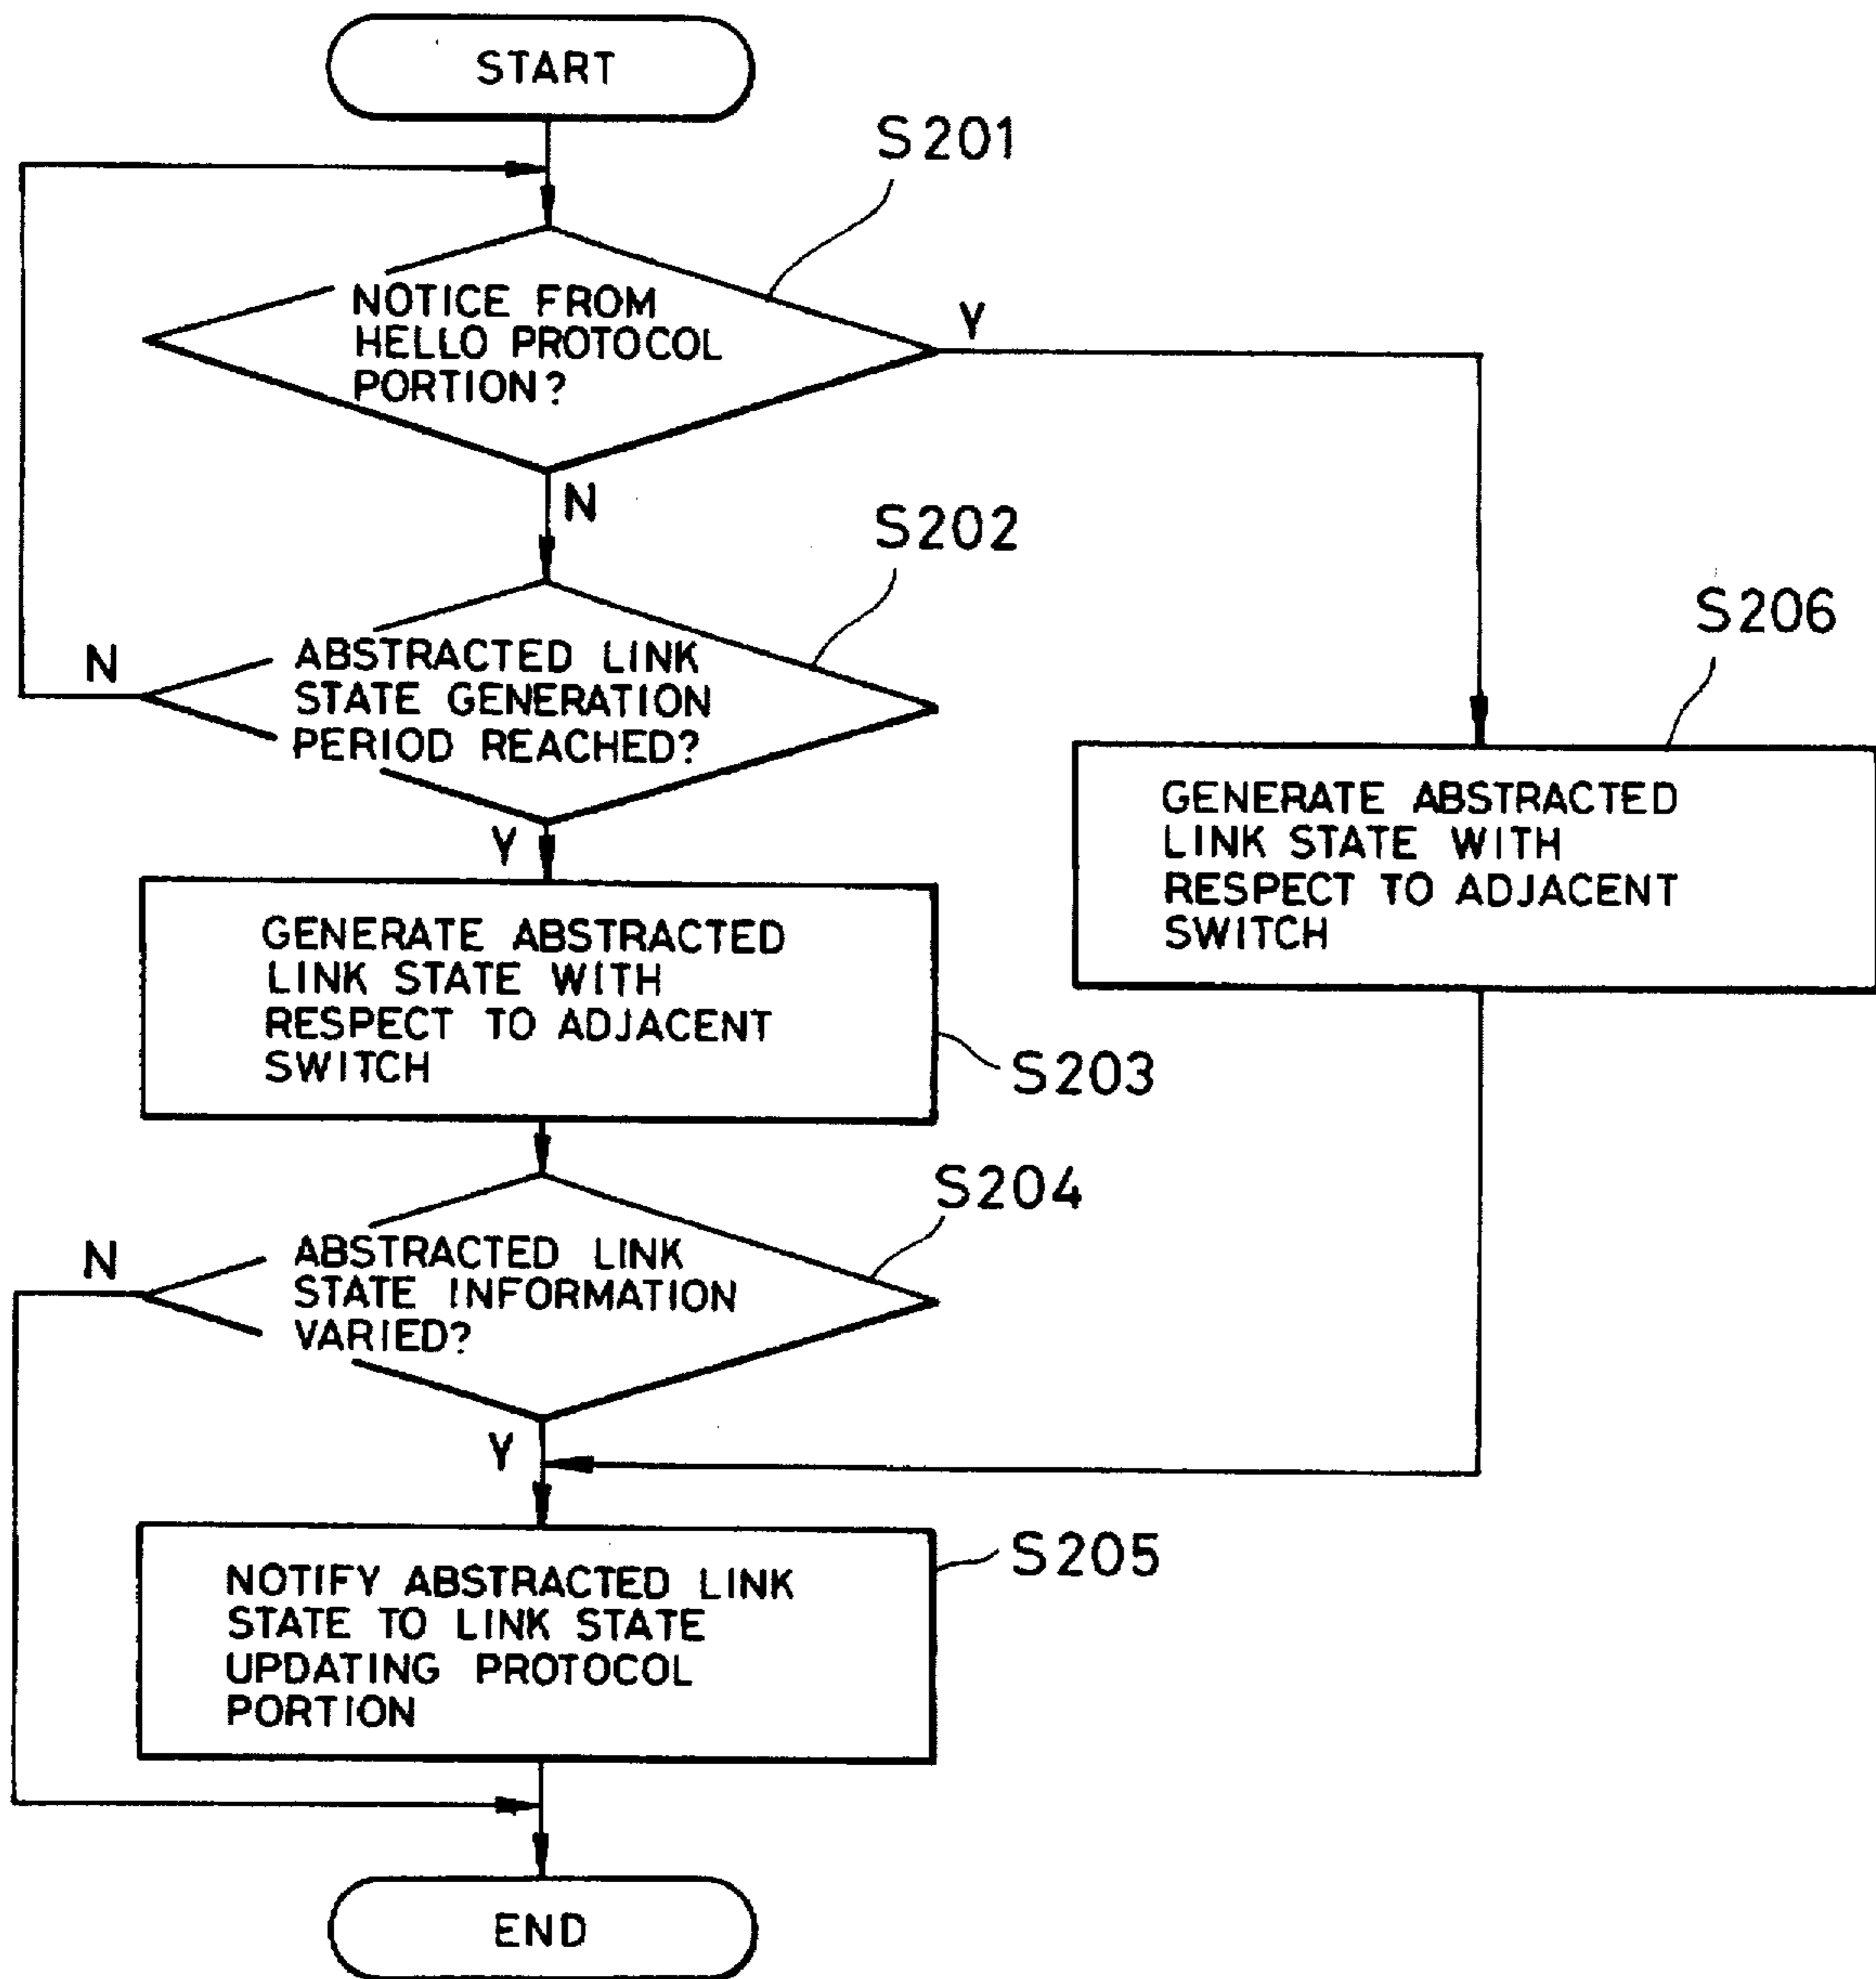 START
S201
NOTICE FROM
HELLO PROTOCOL
PORTION?
Y
N
S202
ABSTRACTED LINK
STATE GENERATION
PERIOD REACHED?
N
Y
S206
GENERATE ABSTRACTED
LINK STATE WITH
RESPECT TO ADJACENT
SWITCH
GENERATE ABSTRACTED
LINK STATE WITH
RESPECT TO ADJACENT
SWITCH
S203
S204
ABSTRACTED LINK
STATE INFORMATION
VARIED?
N
Y
S205
NOTIFY ABSTRACTED LINK
STATE TO LINK STATE
UPDATING PROTOCOL
PORTION
END